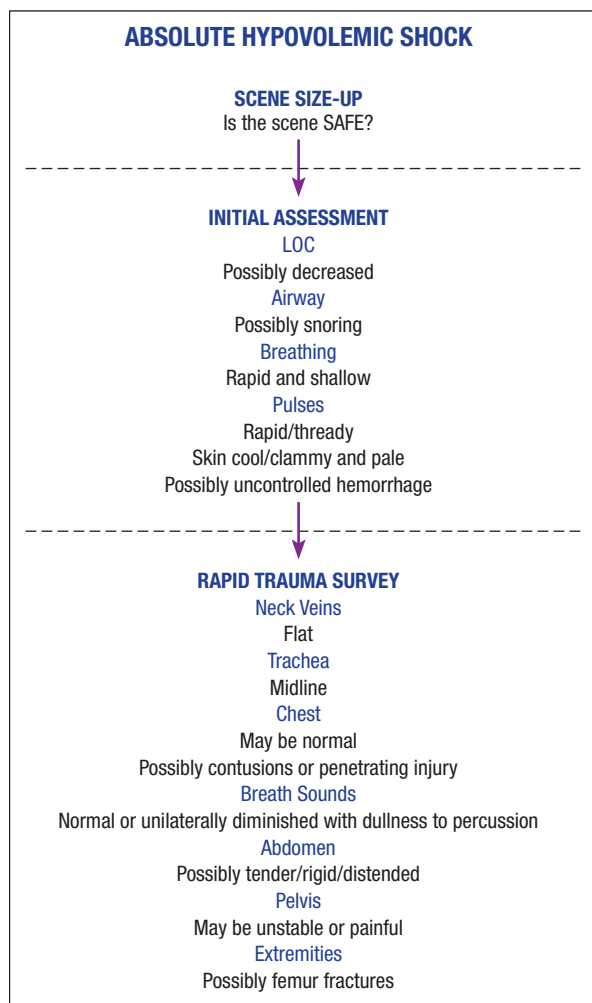 ABSOLUTE HYPOVOLEMIC SHOCK
SCENE SIZE-UP
Is the scene SAFE?
INITIAL ASSESSMENT
LOC
Possibly decreased
Airway
Possibly snoring
Breathing
Rapid and shallow
Pulses
Rapid/thready
Skin cool/clammy and pale
Possibly uncontrolled hemorrhage
RAPID TRAUMA SURVEY
Neck Veins
Flat
Trachea
Midline
Chest
May be normal
Possibly contusions or penetrating injury
Breath Sounds
Normal or unilaterally diminished with dullness to percussion
Abdomen
Possibly tender/rigid/distended
Pelvis
May be unstable or painful
Extremities
Possibly femur fractures